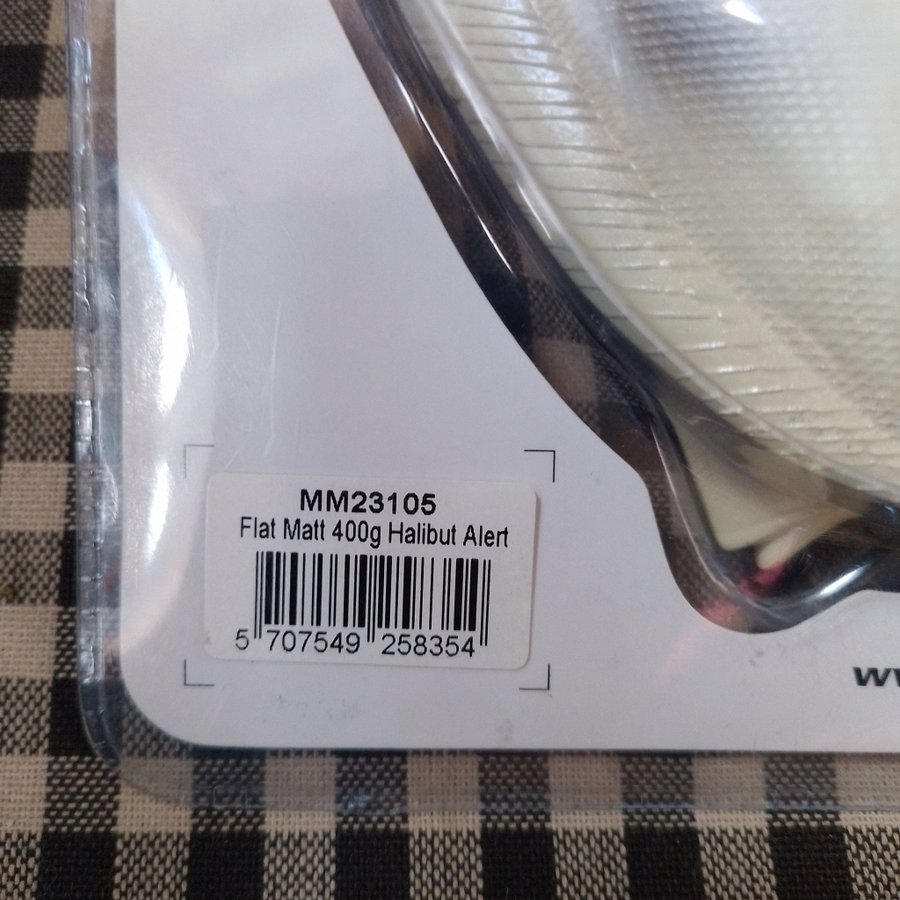 MM23105
Flat Matt 400g Halibut Alert
5 707549 258354